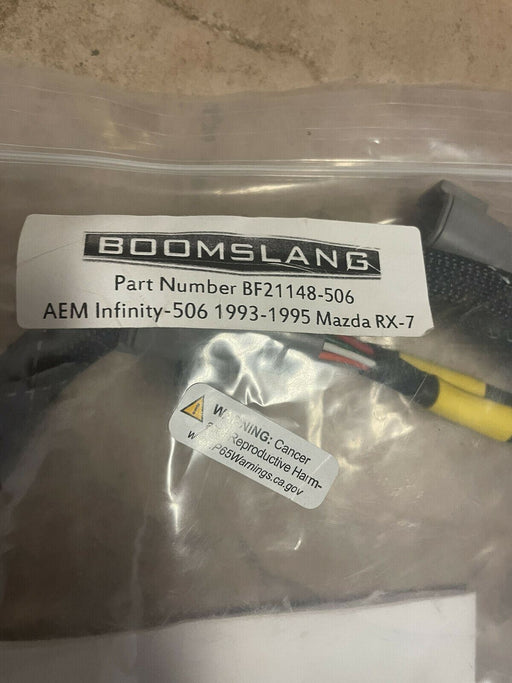 BOOMSLANG
Part Number BF21148-506
AEM Infinity-506 1993-1995 Mazda RX-7
WARNING: Cancer
Reproductive Harm-
P65Warnings.ca.gov